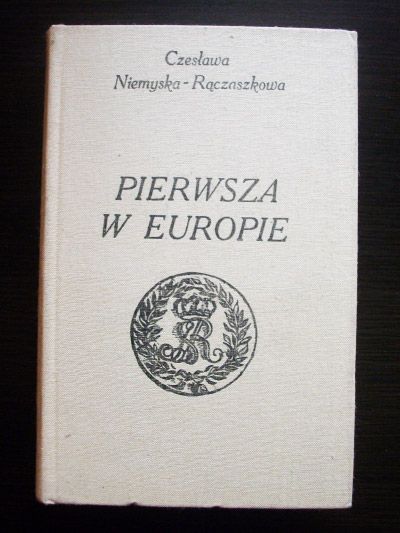 Czesława
Niemyska-Rączaszkowa
PIERWSZA
W EUROPIE